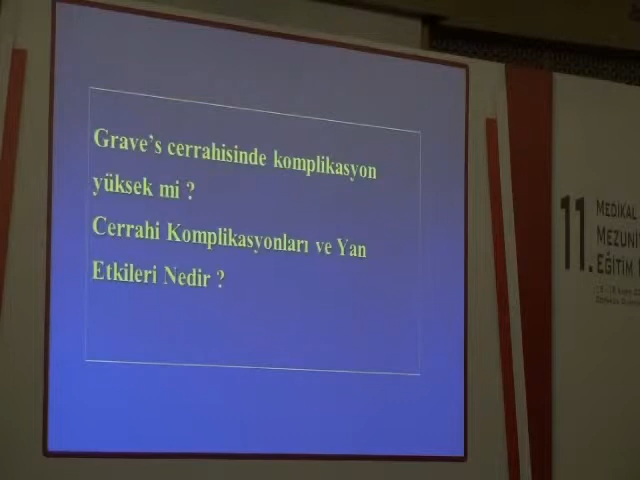 Grave's cerrahisinde komplikasyon
yüksek mi ?
Cerrahi Komplikasyonları ve Yan
Etkileri Nedir ?
11.
MEDİKAL
MEZUNİ
EĞİTİM